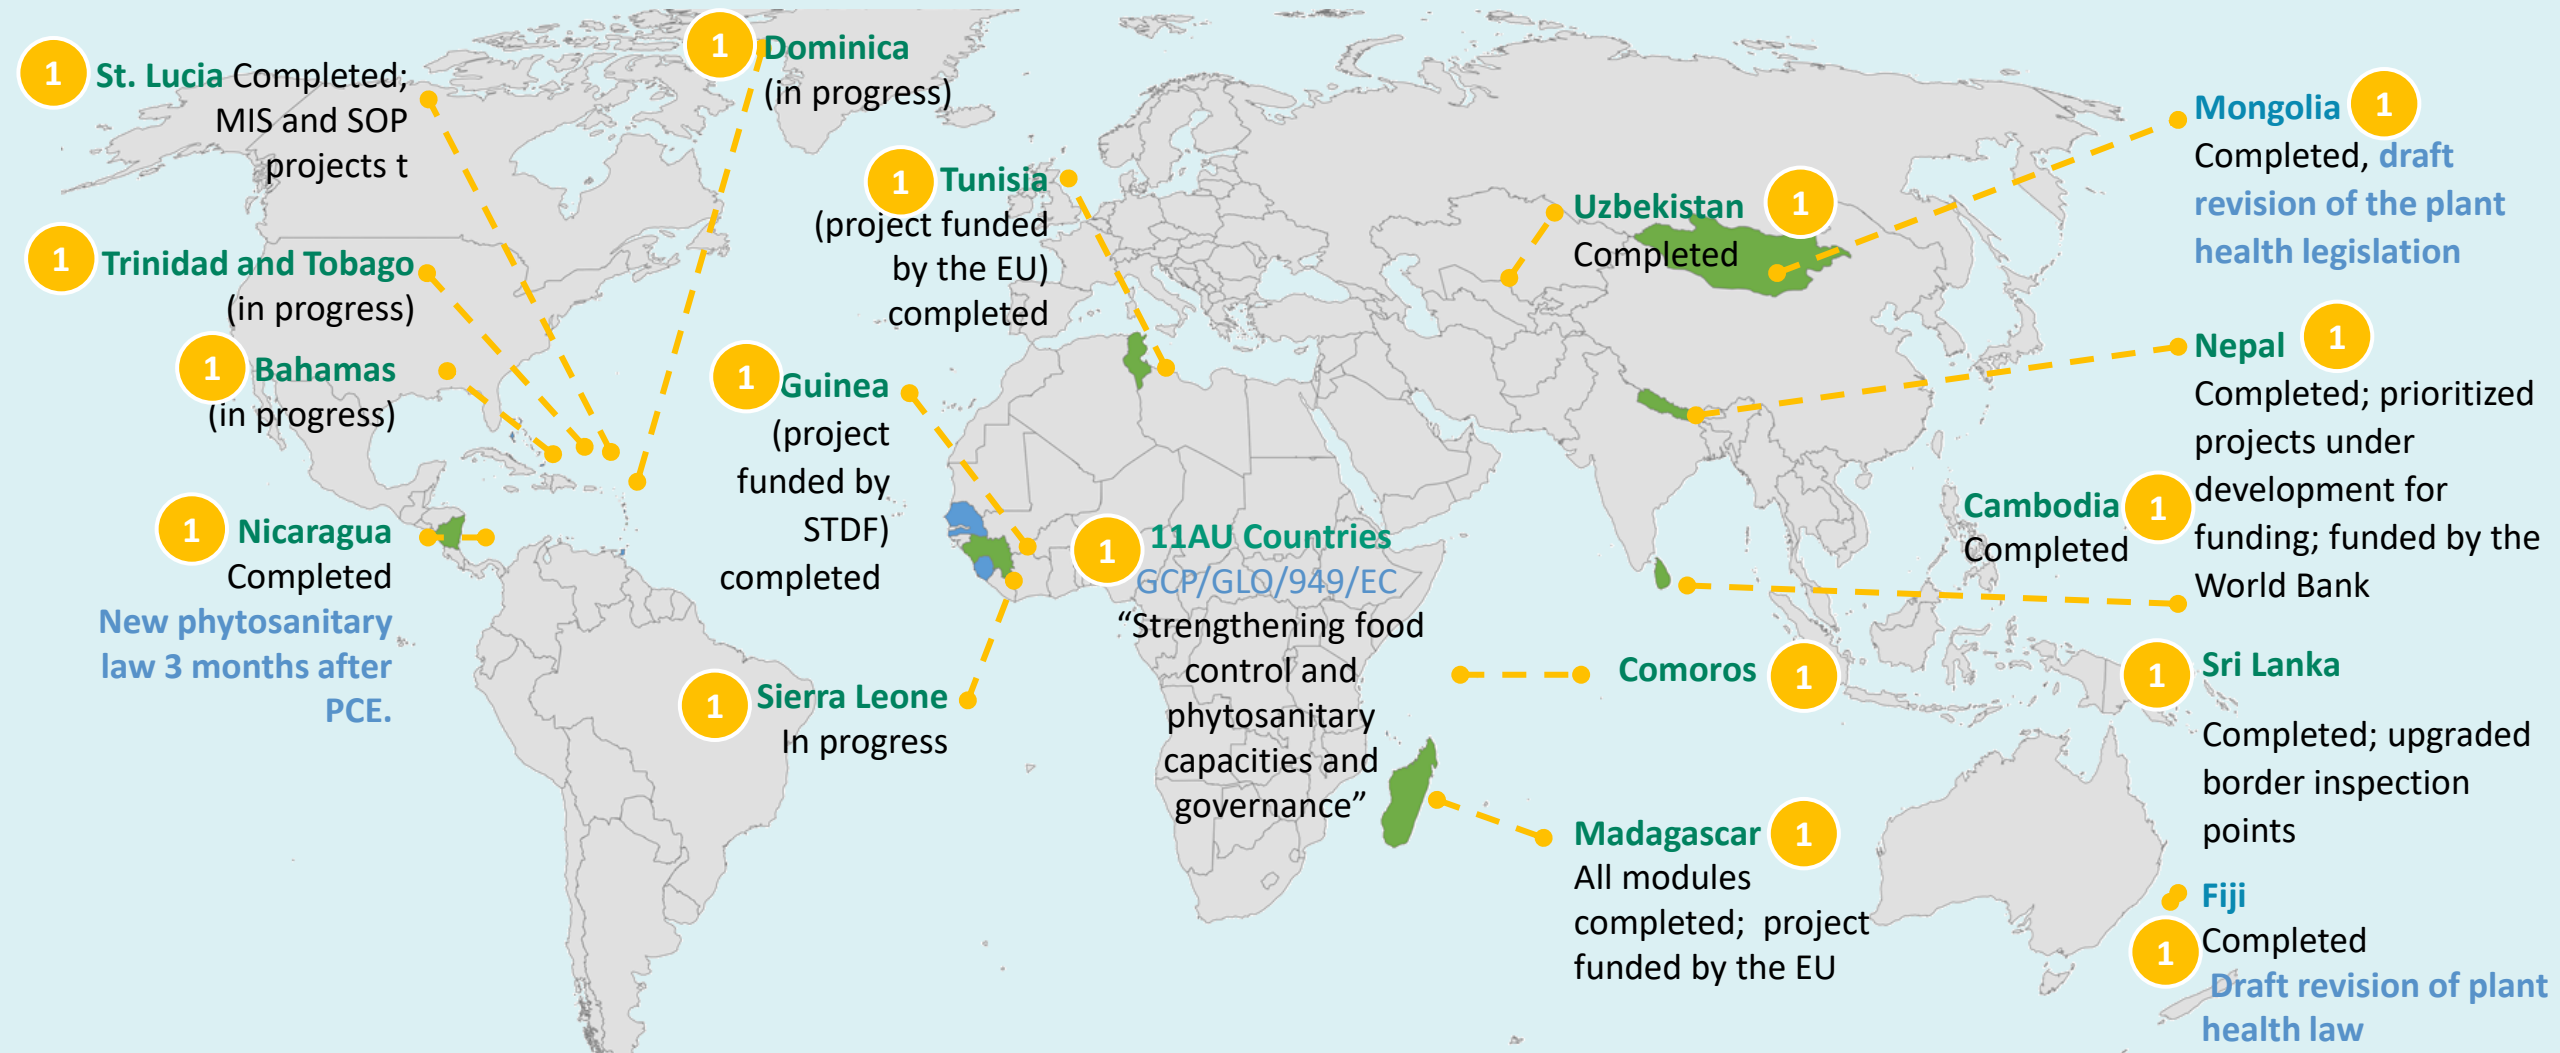 1
St. Lucia Completed;
MIS and SOP
projects t
1
Dominica
(in progress)
1
Trinidad and Tobago
(in progress)
1
Bahamas
(in progress)
1
Nicaragua
Completed
New phytosanitary
law 3 months after
PCE.
1
Tunisia
(project funded
by the EU)
completed
1
Guinea
(project
funded by
STDF)
completed
1
Sierra Leone
In progress
1
11AU Countries
GCP/GLO/949/EC
“Strengthening food
control and
phytosanitary
capacities and
governance”
Uzbekistan
1
Completed
Mongolia
1
Completed, draft
revision of the plant
health legislation
Nepal
1
Completed; prioritized
projects under
development for
funding; funded by the
World Bank
Cambodia
1
Completed
Comoros
1
Madagascar
1
All modules
completed; project
funded by the EU
1
Sri Lanka
Completed; upgraded
border inspection
points
Fiji
1
Completed
Draft revision of plant
health law